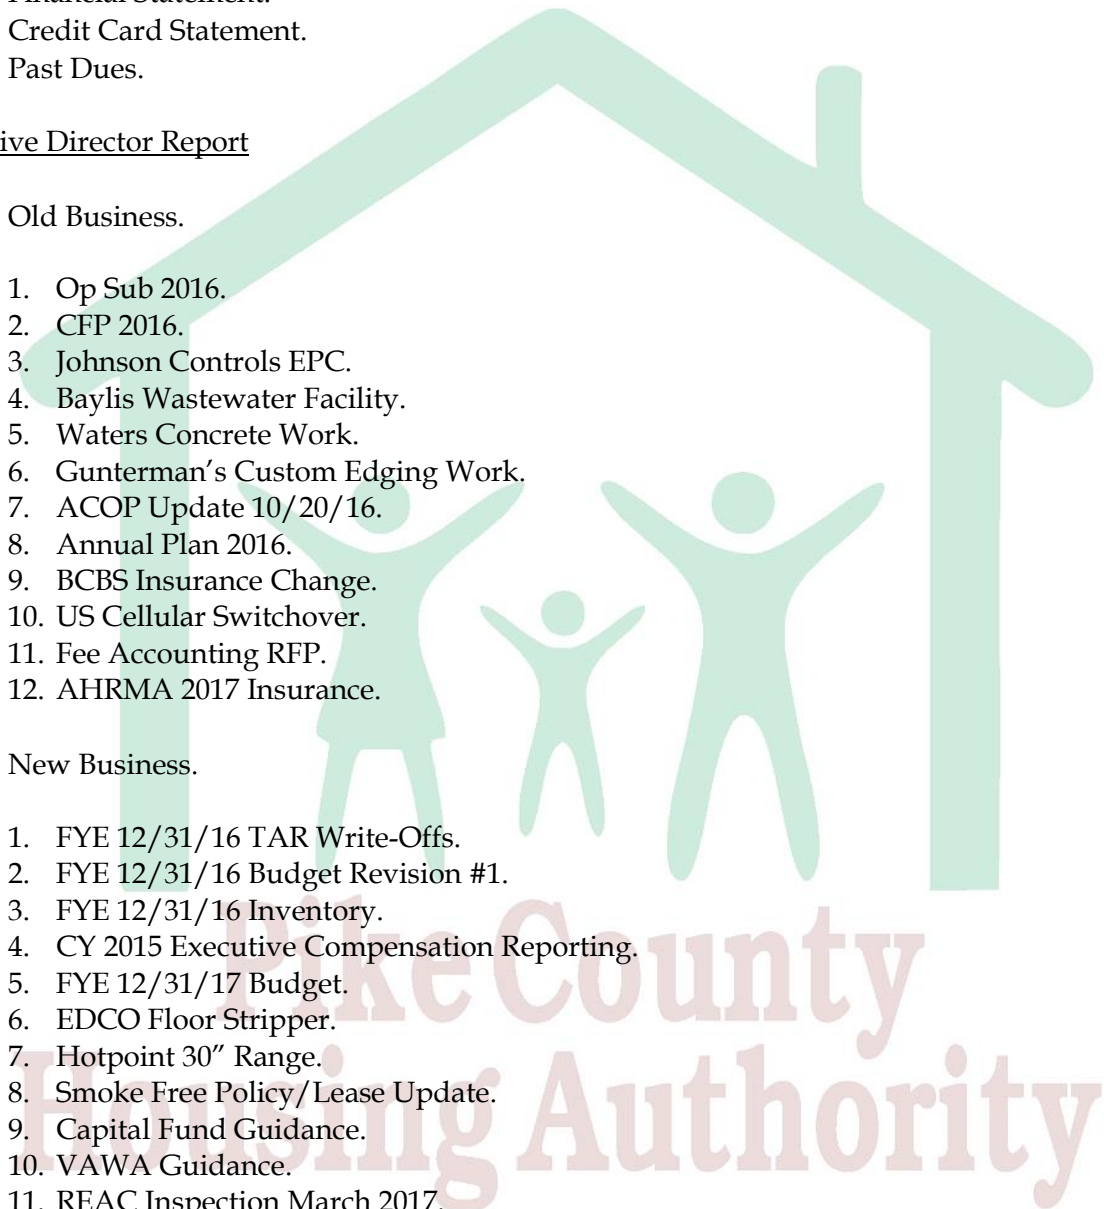 Financial Statement.
Credit Card Statement.
Past Dues.
ive Director Report
Old Business.
1. Op Sub 2016.
2. CFP 2016.
3. Johnson Controls EPC.
4. Baylis Wastewater Facility.
5. Waters Concrete Work.
6. Gunterman’s Custom Edging Work.
7. ACOP Update 10/20/16.
8. Annual Plan 2016.
9. BCBS Insurance Change.
10. US Cellular Switchover.
11. Fee Accounting RFP.
12. AHRMA 2017 Insurance.
New Business.
1. FYE 12/31/16 TAR Write-Offs.
2. FYE 12/31/16 Budget Revision #1.
3. FYE 12/31/16 Inventory.
4. CY 2015 Executive Compensation Reporting.
5. FYE 12/31/17 Budget.
6. EDCO Floor Stripper.
7. Hotpoint 30” Range.
8. Smoke Free Policy/Lease Update.
9. Capital Fund Guidance.
10. VAWA Guidance.
11. REAC Inspection March 2017.
Pike County
Housing Authority